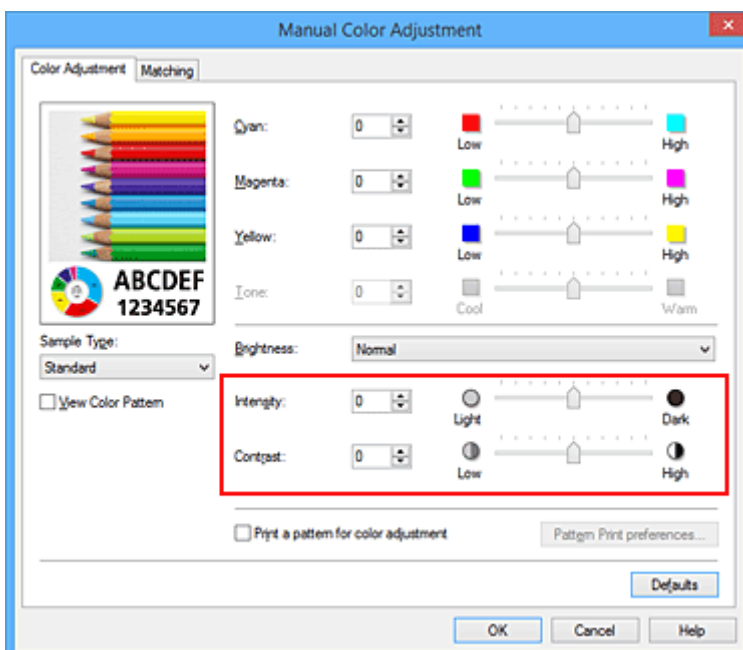 Manual Color Adjustment
Color Adjustment Matching
Cyan: 0 Low High
Magenta: 0 Low High
Yellow: 0 Low High
Tone: 0 Cool Warm
ABCDEF
1234567
Sample Type:
Standard
View Color Pattern
Brightness: Normal
Intensity: 0 Light Dark
Contrast: 0 Low High
Print a pattern for color adjustment Pattern Print preferences...
Defaults
OK Cancel Help